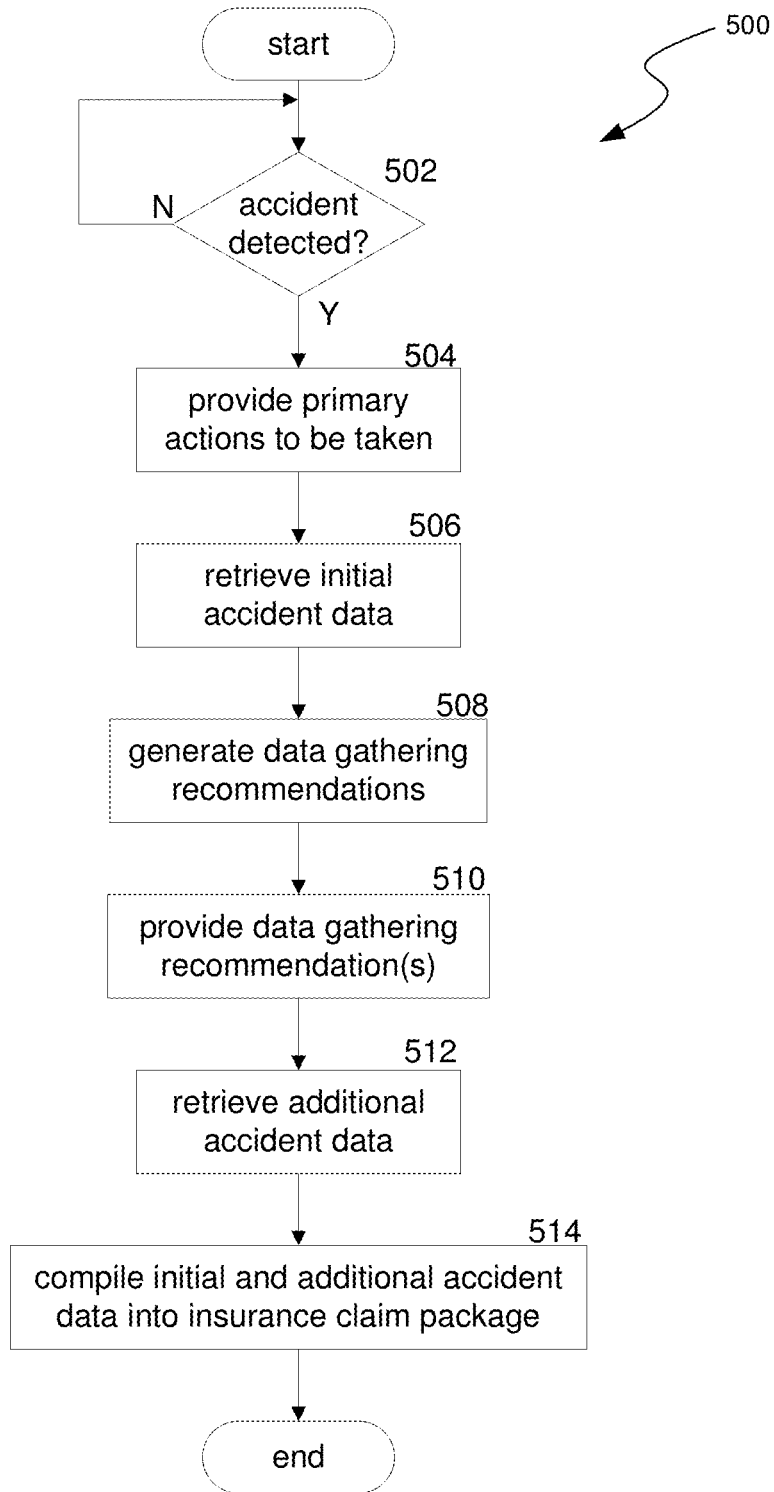 start
500
502
accident
detected?
N
Y
504
provide primary
actions to be taken
506
retrieve initial
accident data
508
generate data gathering
recommendations
510
provide data gathering
recommendation(s)
512
retrieve additional
accident data
514
compile initial and additional accident
data into insurance claim package
end